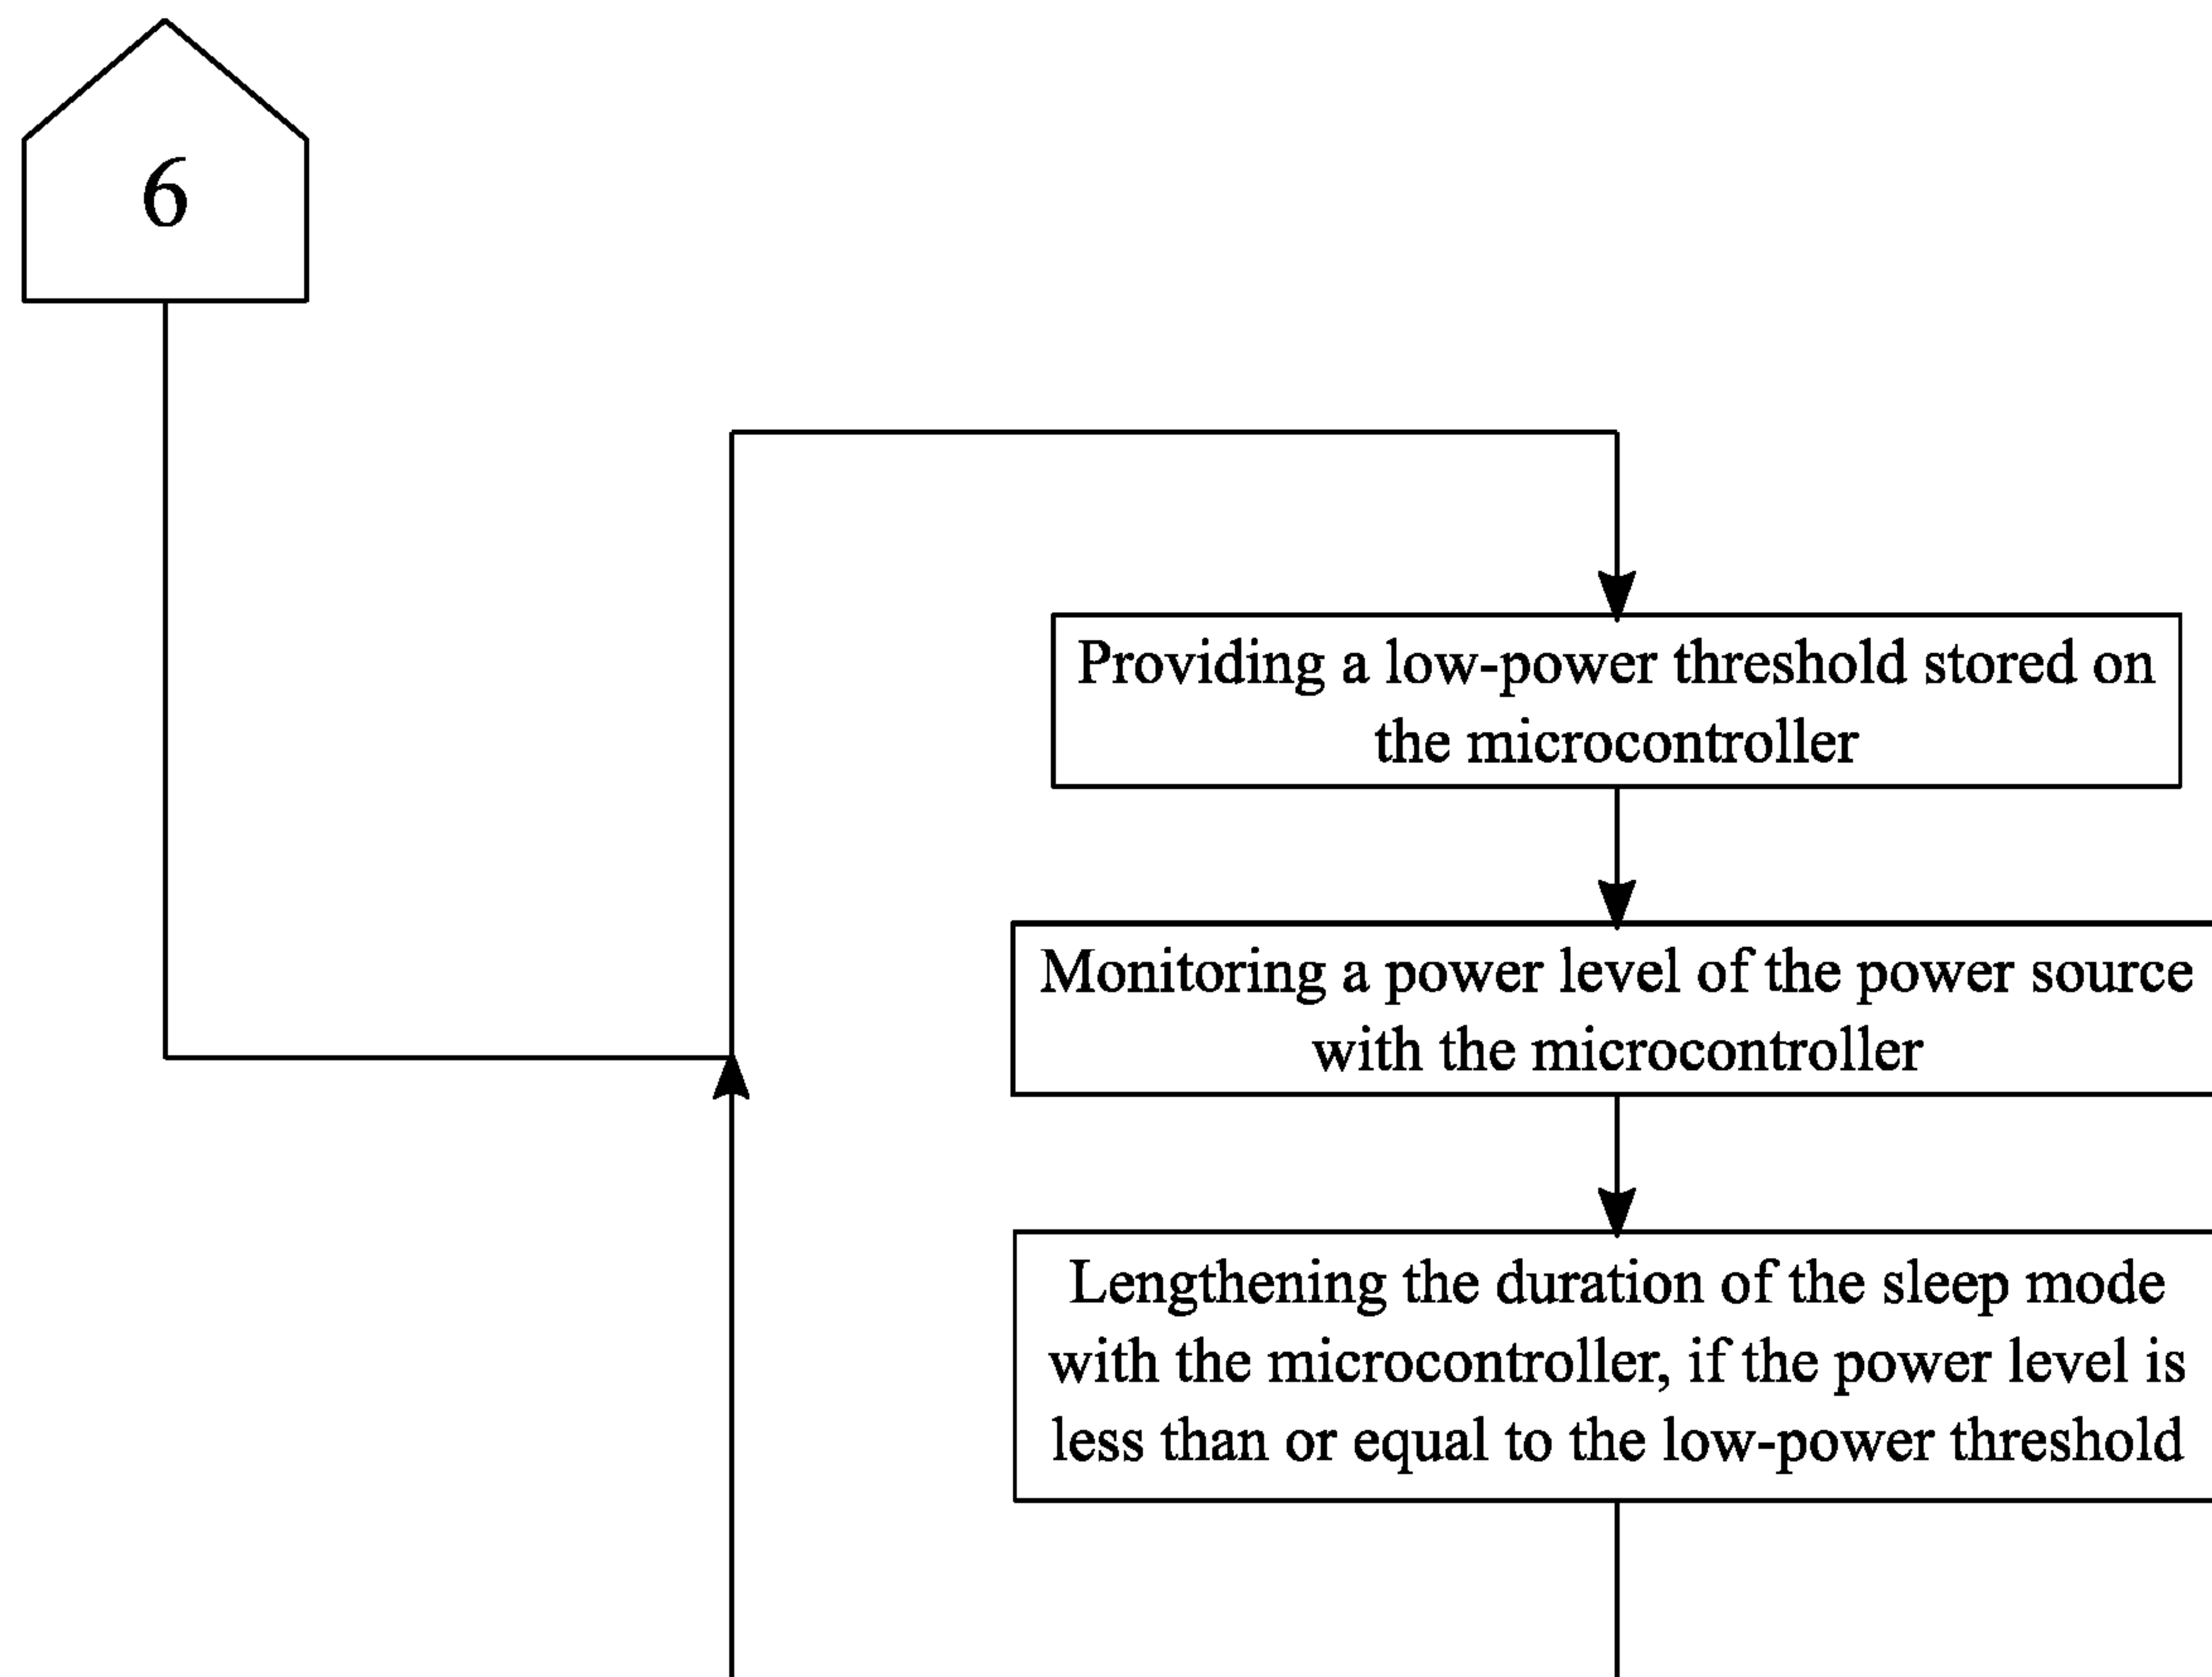 6
Providing a low-power threshold stored on
the microcontroller
Monitoring a power level of the power source
with the microcontroller
Lengthening the duration of the sleep mode
with the microcontroller, if the power level is
less than or equal to the low-power threshold